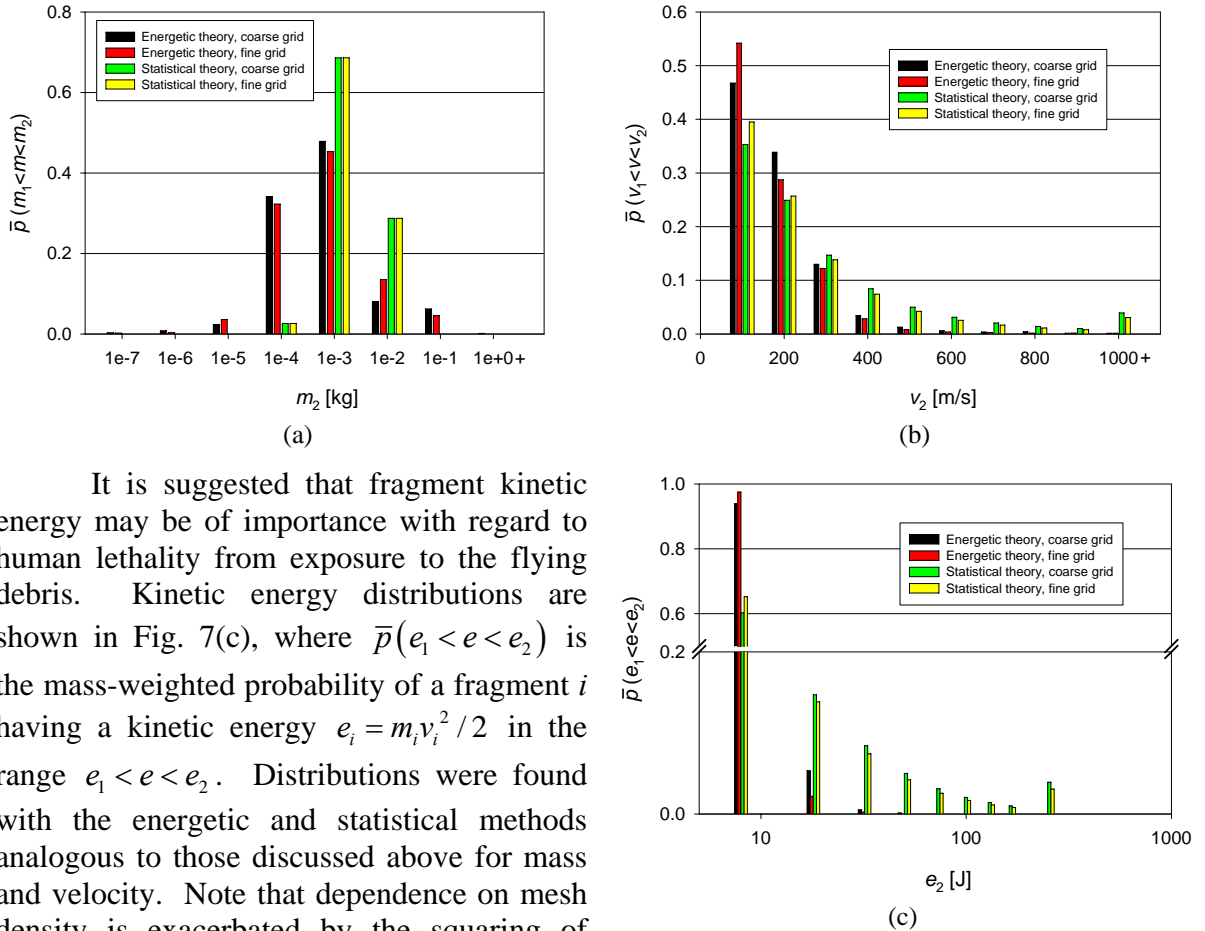 0.8
0.6
0.4
0.2
0.0
p̅ (m₁<m<m₂)
Energetic theory, coarse grid
Energetic theory, fine grid
Statistical theory, coarse grid
Statistical theory, fine grid
1e-7 1e-6 1e-5 1e-4 1e-3 1e-2 1e-1 1e+0+
m₂ [kg]
(a)
0.6
0.5
0.4
0.3
0.2
0.1
0.0
p̅ (v₁<v<v₂)
Energetic theory, coarse grid
Energetic theory, fine grid
Statistical theory, coarse grid
Statistical theory, fine grid
0 200 400 600 800 1000+
v₂ [m/s]
(b)
It is suggested that fragment kinetic
energy may be of importance with regard to
human lethality from exposure to the flying
debris. Kinetic energy distributions are
shown in Fig. 7(c), where p̅(e₁ < e < e₂) is
the mass-weighted probability of a fragment i
having a kinetic energy eᵢ = mᵢvᵢ² / 2 in the
range e₁ < e < e₂. Distributions were found
with the energetic and statistical methods
analogous to those discussed above for mass
and velocity. Note that dependence on mesh
density is exacerbated by the squaring of
1.0
0.8
0.6
0.2
0.0
p̅ (e₁<e<e₂)
Energetic theory, coarse grid
Energetic theory, fine grid
Statistical theory, coarse grid
Statistical theory, fine grid
10 100 1000
e₂ [J]
(c)